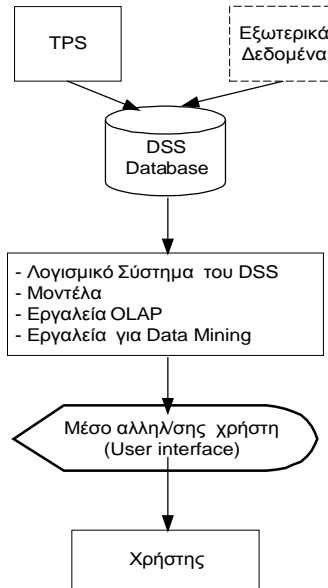 TPS
Εξωτερικά
Δεδομένα
DSS
Database
- Λογισμικό Σύστημα του DSS
- Μοντέλα
- Εργαλεία OLAP
- Εργαλεία για Data Mining
Μέσο αλληλ/σης χρήστη
(User interface)
Χρήστης